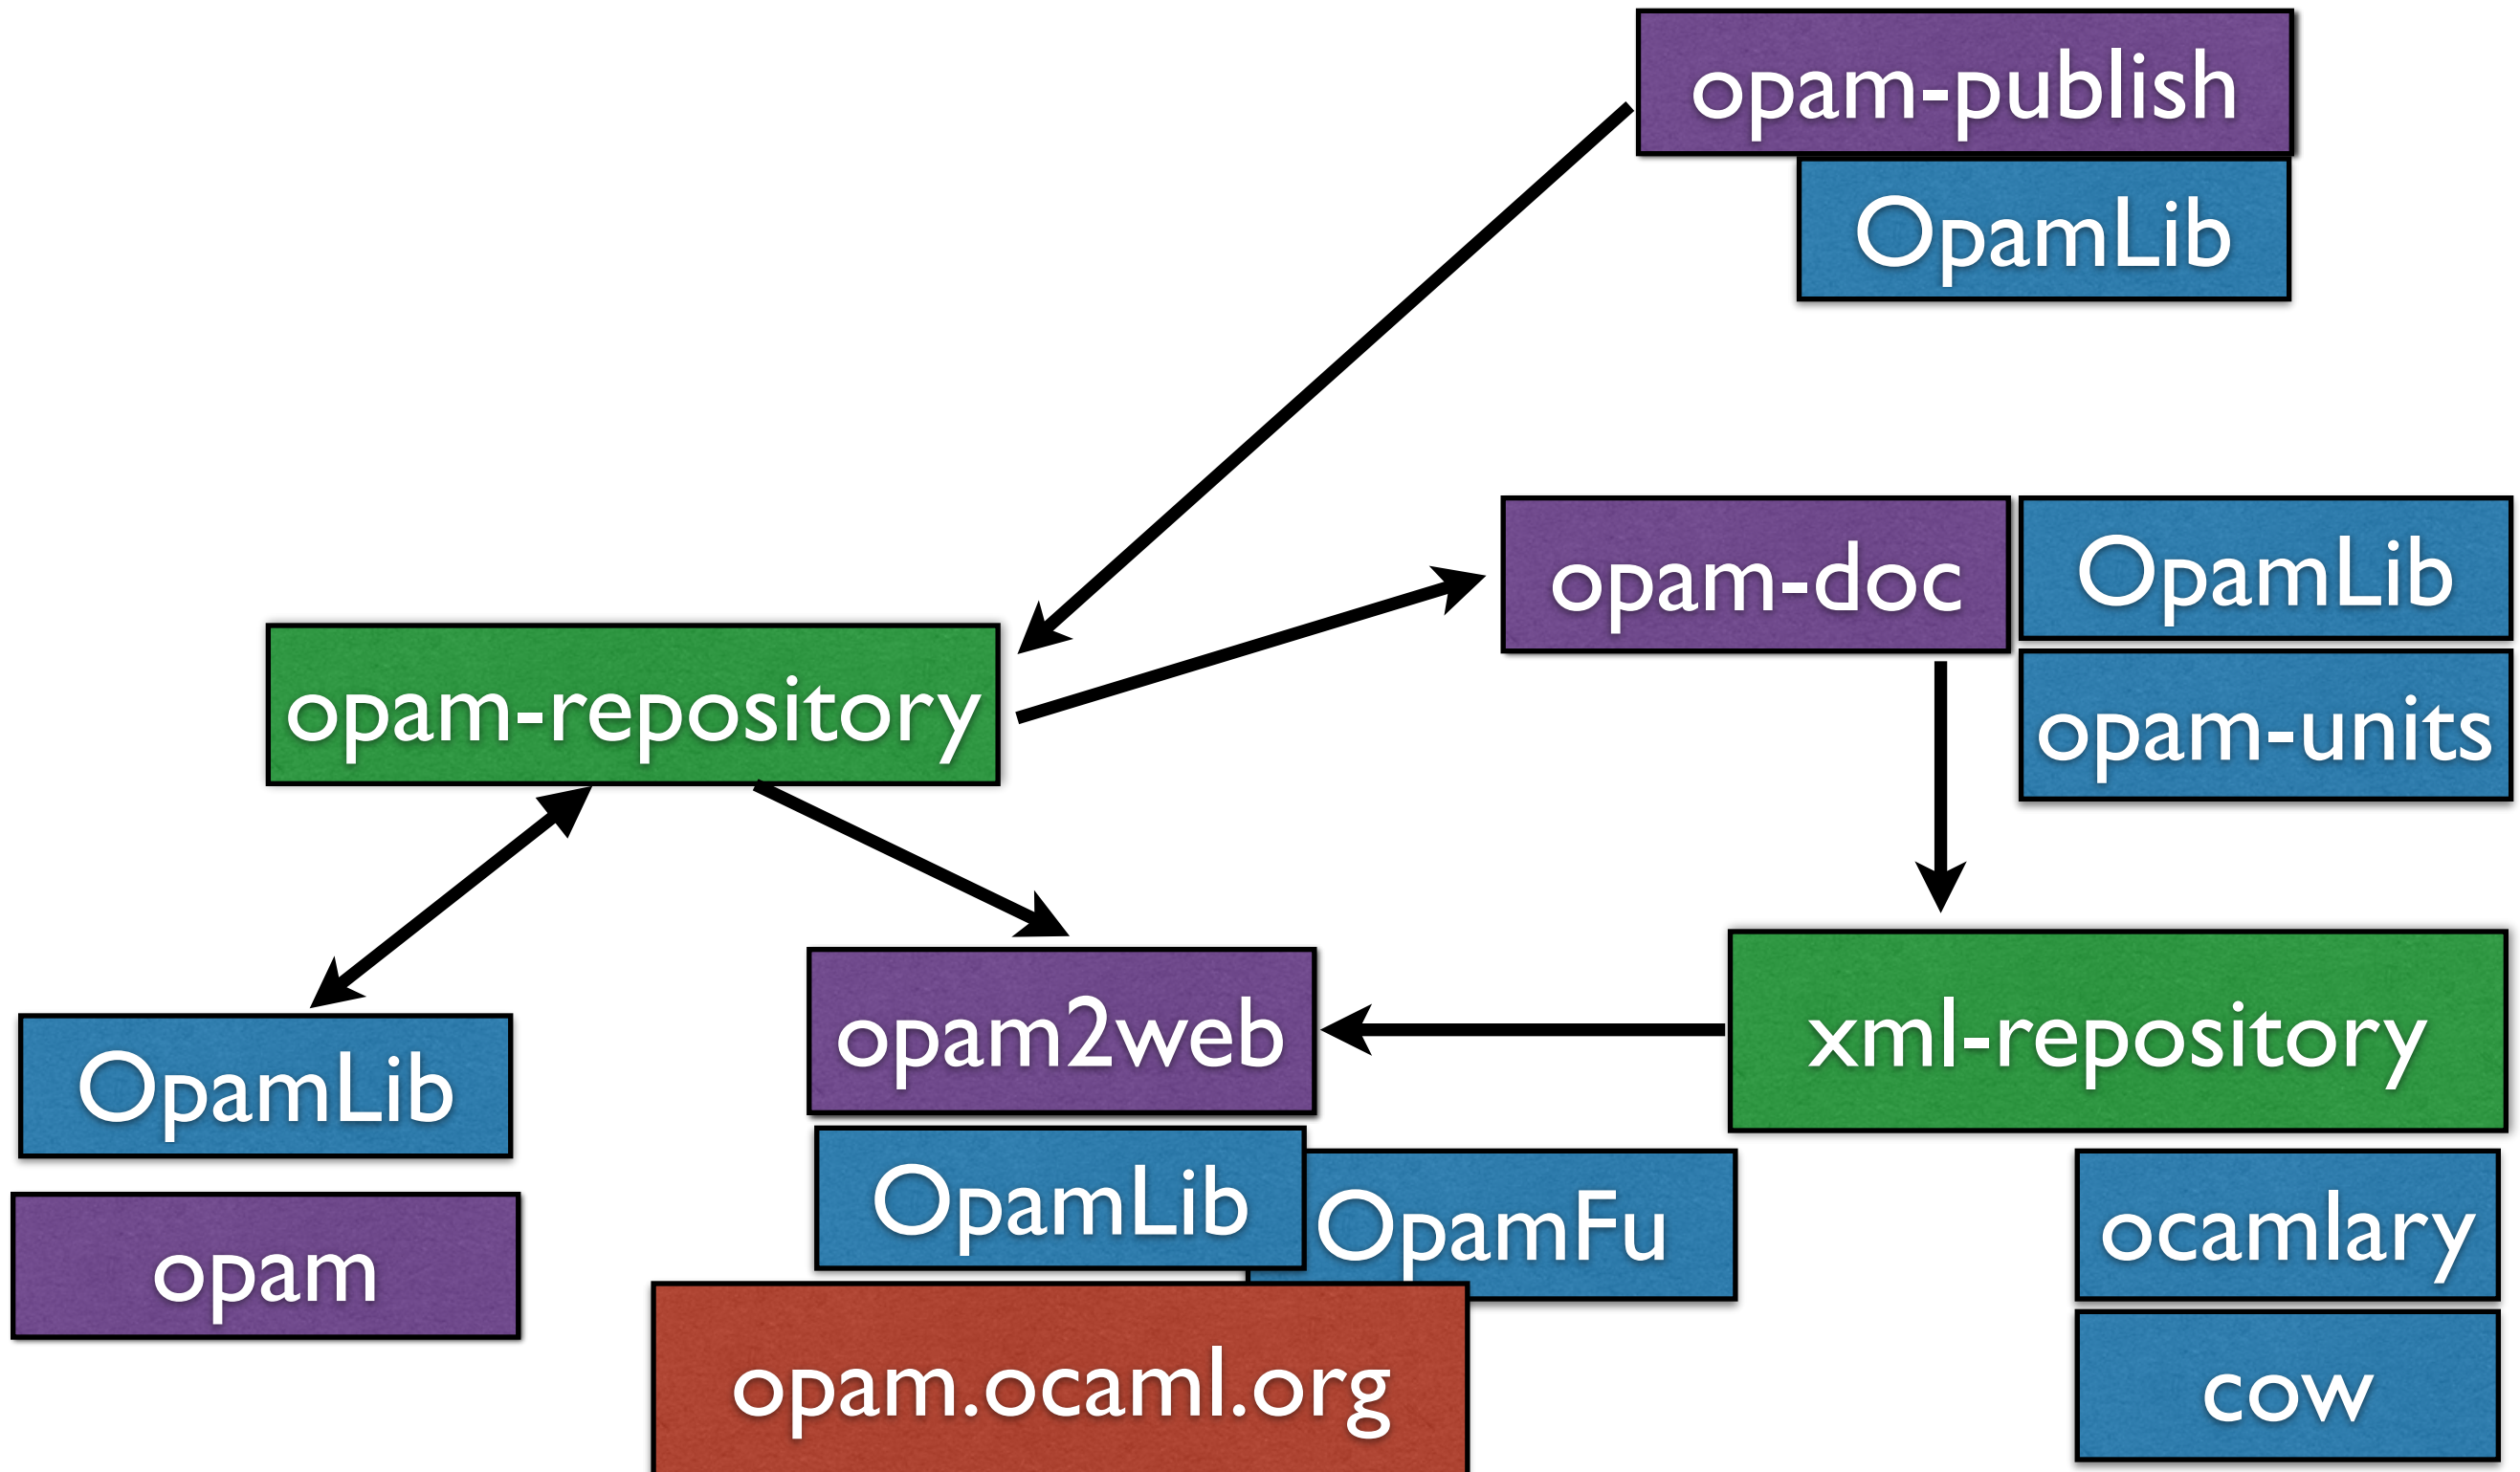 opam-publish
OpamLib
opam-doc
OpamLib
opam-repository
opam-units
opam2web
xml-repository
OpamLib
OpamLib
OpamFu
ocamlary
opam
opam.ocaml.org
cow